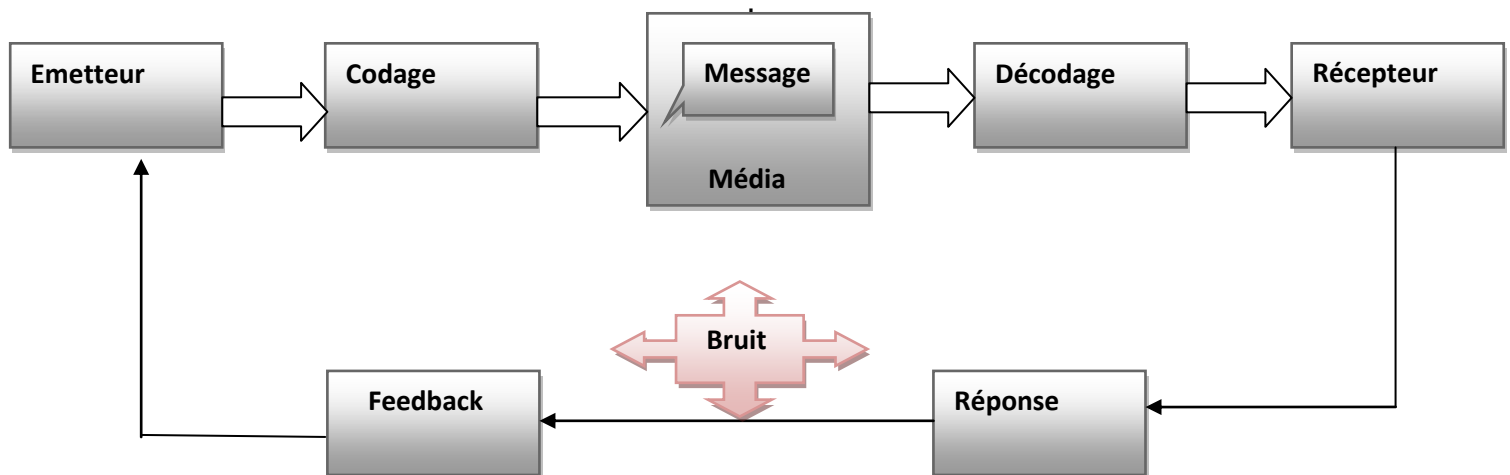 Emetteur
Codage
Message
Média
Décodage
Récepteur
Bruit
Feedback
Réponse